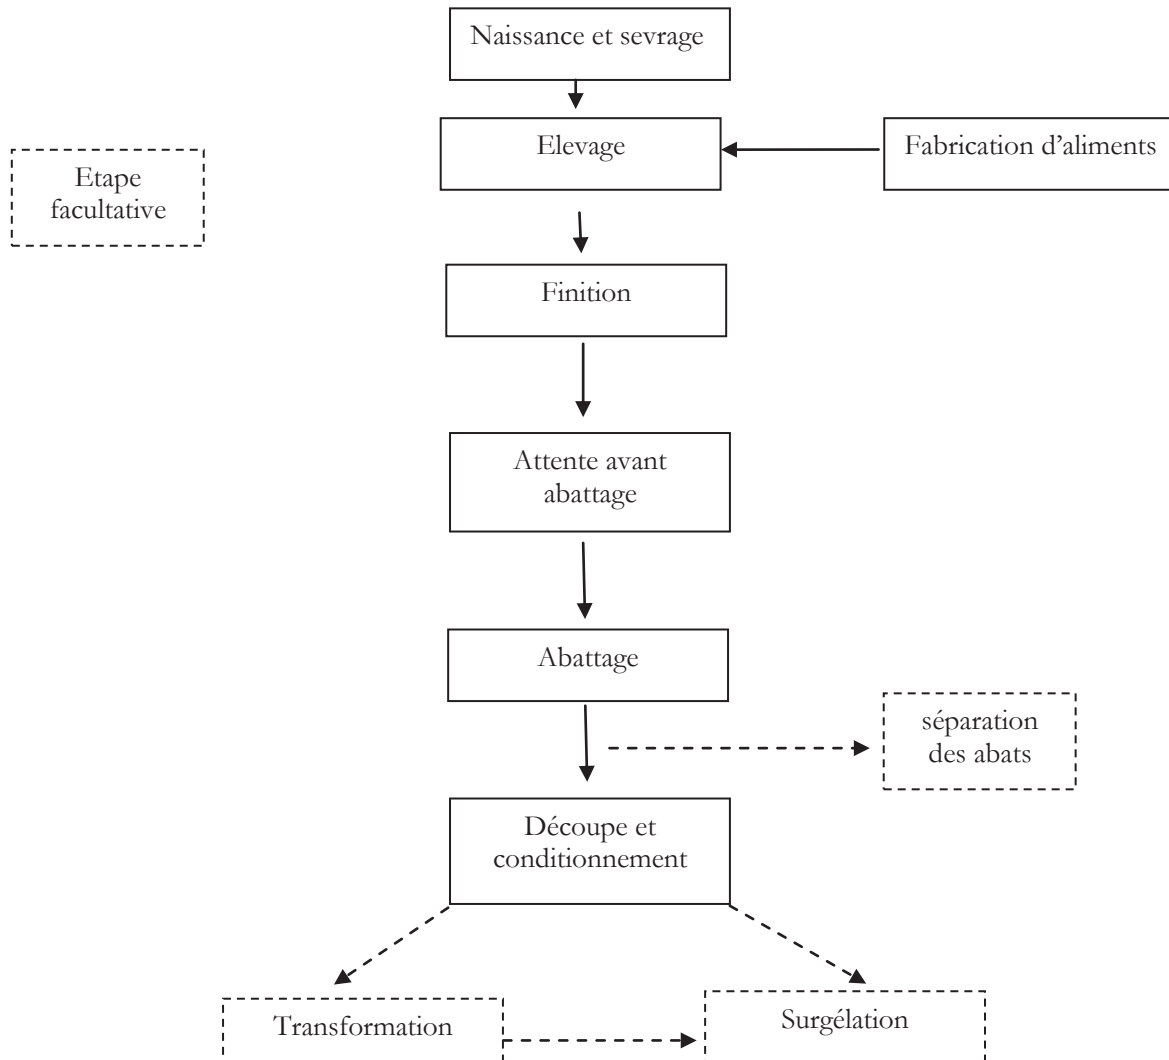 Naissance et sevrage
Elevage
Fabrication d’aliments
Etape
facultative
Finition
Attente avant
abattage
Abattage
séparation
des abats
Découpe et
conditionnement
Transformation
Surgélation